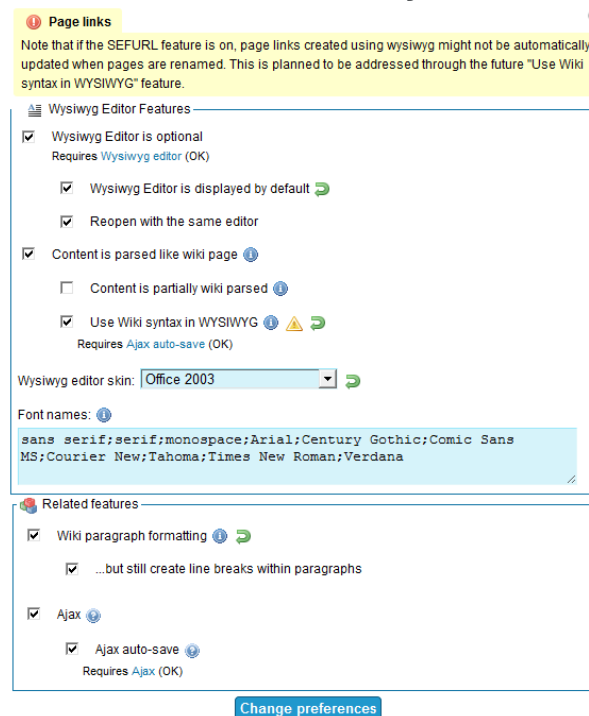 Page links
Note that if the SEFURL feature is on, page links created using wysiwyg might not be automatically
updated when pages are renamed. This is planned to be addressed through the future "Use Wiki
syntax in WYSIWYG" feature.
Wysiwyg Editor Features
Wysiwyg Editor is optional
Requires Wysiwyg editor (OK)
Wysiwyg Editor is displayed by default
Reopen with the same editor
Content is parsed like wiki page
Content is partially wiki parsed
Use Wiki syntax in WYSIWYG
Requires Ajax auto-save (OK)
Wysiwyg editor skin: Office 2003
Font names:
sans serif;serif;monospace;Arial;Century Gothic;Comic Sans
MS;Courier New;Tahoma;Times New Roman;Verdana
Related features
Wiki paragraph formatting
...but still create line breaks within paragraphs
Ajax
Ajax auto-save
Requires Ajax (OK)
Change preferences